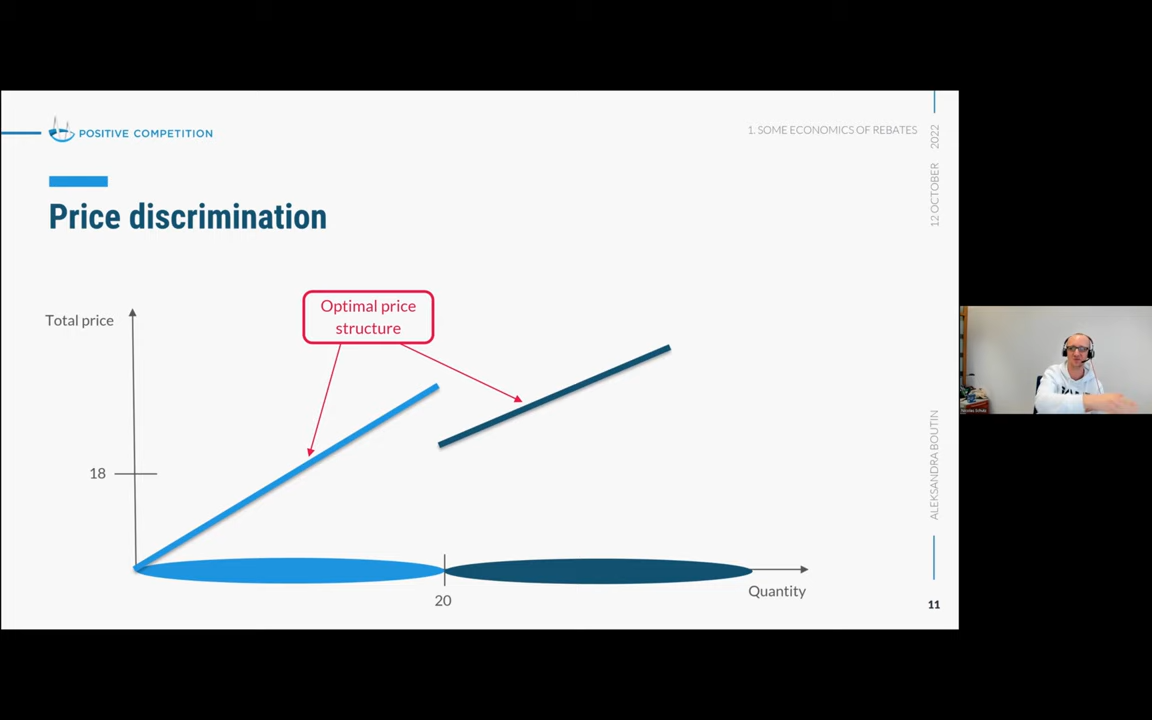 POSITIVE COMPETITION
1. SOME ECONOMICS OF REBATES
12 OCTOBER 2022
Price discrimination
Optimal price
structure
Total price
18
20
Quantity
ALEKSANDRA BOUTIN
11